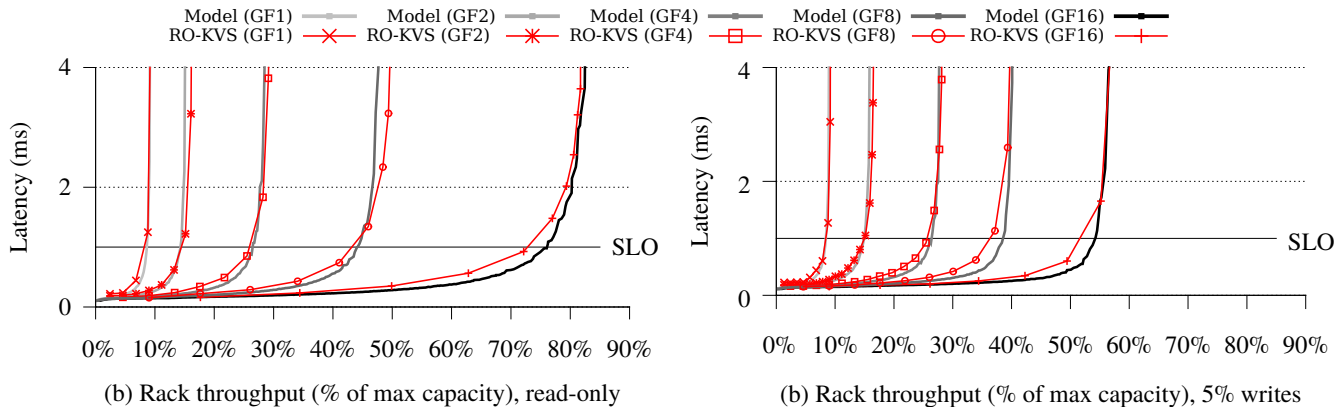 Model (GF1) Model (GF2) Model (GF4) Model (GF8) Model (GF16)
RO-KVS (GF1) RO-KVS (GF2) RO-KVS (GF4) RO-KVS (GF8) RO-KVS (GF16)
Latency (ms)
4
2
0
SLO
0% 10% 20% 30% 40% 50% 60% 70% 80% 90%
(b) Rack throughput (% of max capacity), read-only
Latency (ms)
4
2
0
SLO
0% 10% 20% 30% 40% 50% 60% 70% 80% 90%
(b) Rack throughput (% of max capacity), 5% writes